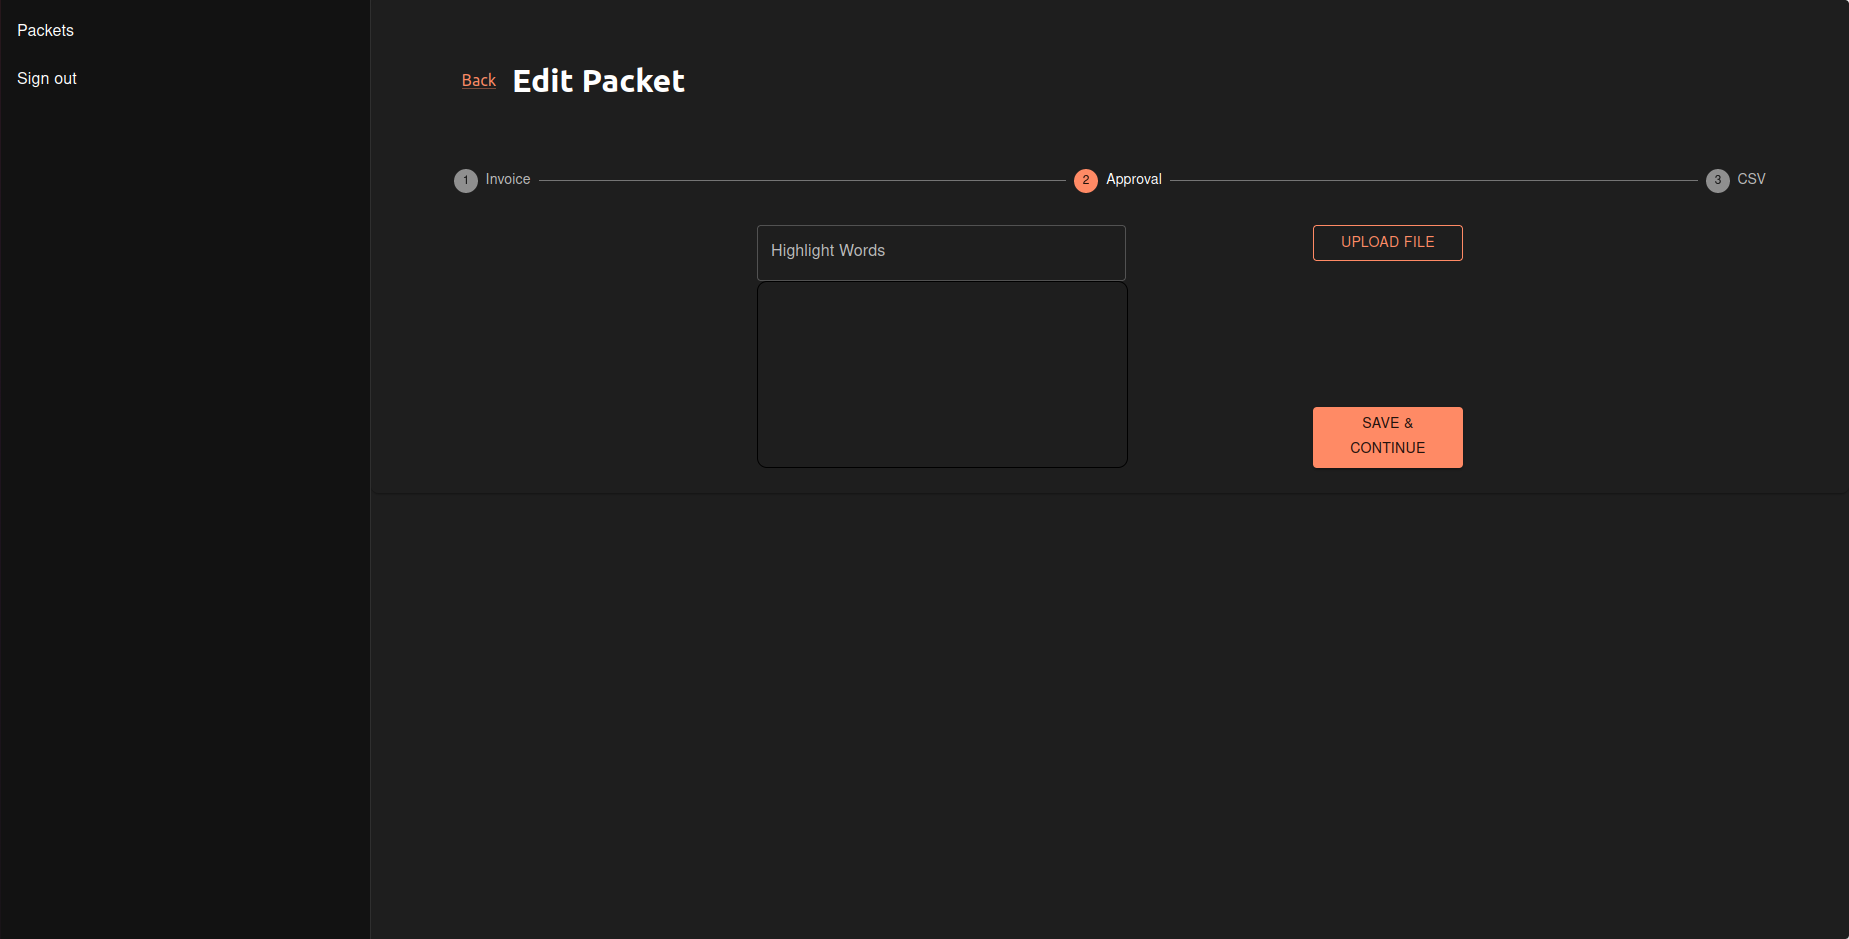 Packets
Sign out
Back Edit Packet
1 Invoice 2 Approval 3 CSV
Highlight Words
UPLOAD FILE
SAVE &
CONTINUE